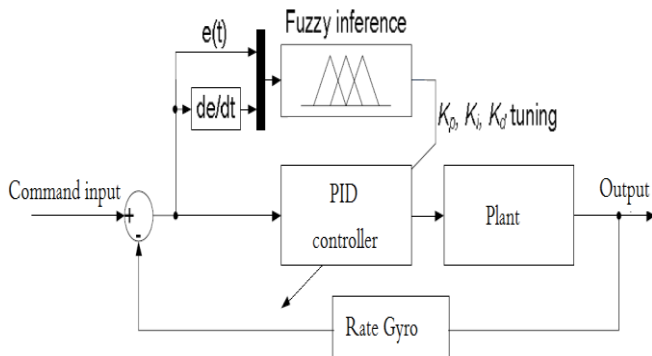 Fuzzy inference
e(t)
de/dt
Kp, Ki, Kd tuning
Command input
+
-
PID
controller
Plant
Output
Rate Gyro